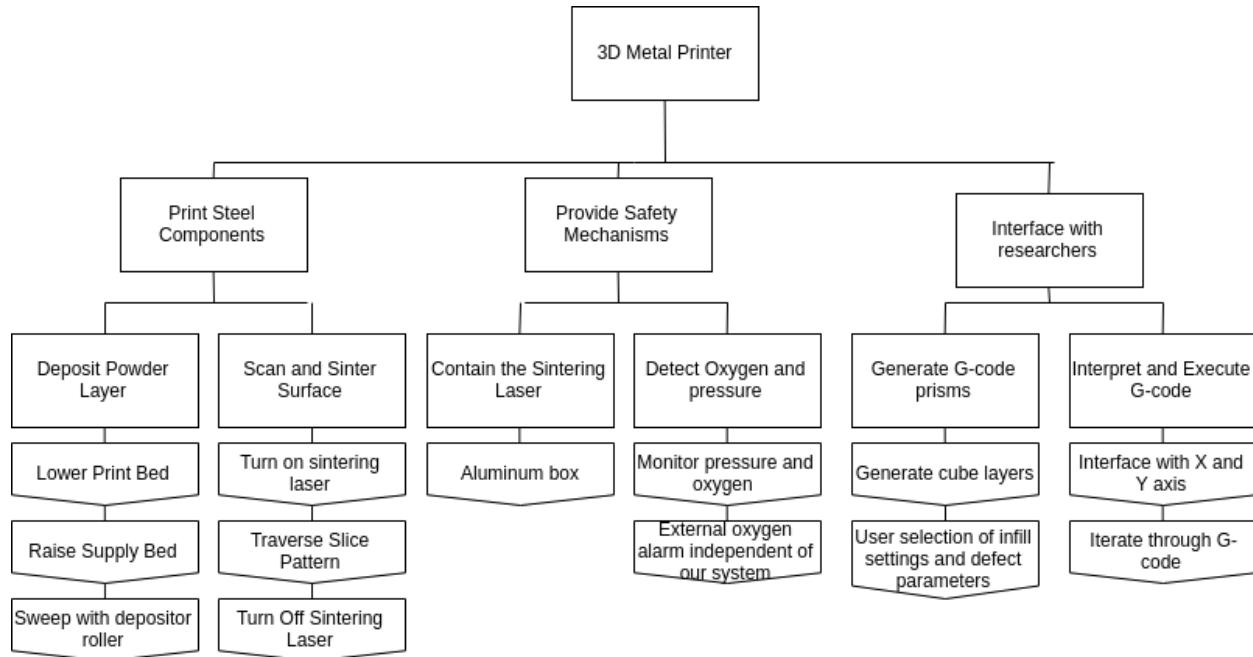 3D Metal Printer
Print Steel
Components
Provide Safety
Mechanisms
Interface with
researchers
Deposit Powder
Layer
Scan and Sinter
Surface
Contain the Sintering
Laser
Detect Oxygen and
pressure
Generate G-code
prisms
Interpret and Execute
G-code
Lower Print Bed
Turn on sintering
laser
Aluminum box
Monitor pressure and
oxygen
Generate cube layers
Interface with X and
Y axis
Raise Supply Bed
Traverse Slice
Pattern
External oxygen
alarm independent of
our system
User selection of infill
settings and defect
parameters
Iterate through G-
code
Sweep with depositor
roller
Turn Off Sintering
Laser